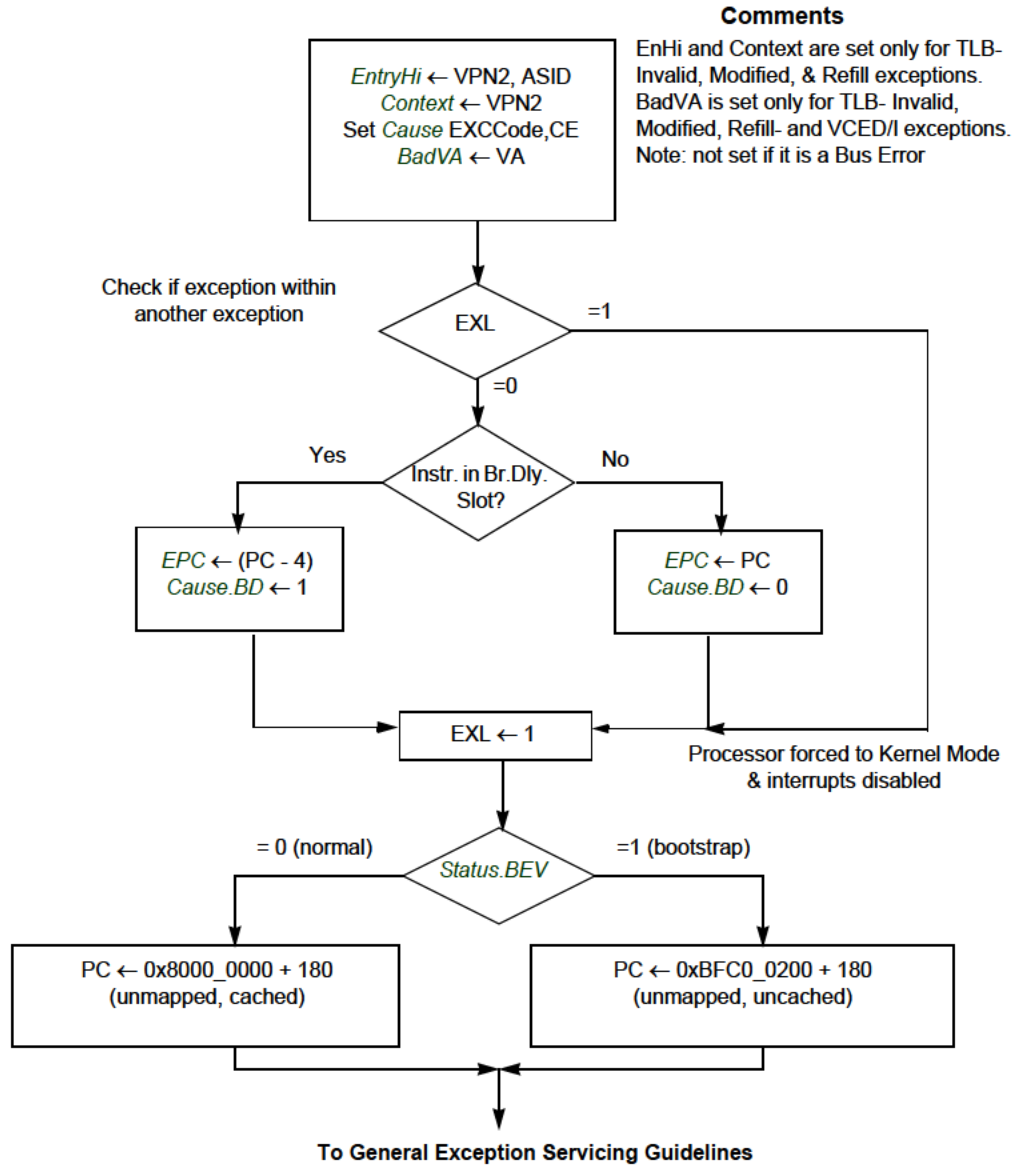 Comments
EnHi and Context are set only for TLB-
Invalid, Modified, & Refill exceptions.
BadVA is set only for TLB- Invalid,
Modified, Refill- and VCED/I exceptions.
Note: not set if it is a Bus Error
EntryHi ← VPN2, ASID
Context ← VPN2
Set Cause EXCCode,CE
BadVA ← VA
Check if exception within
another exception
EXL
=1
=0
Yes
Instr. in Br.Dly.
Slot?
No
EPC ← (PC - 4)
Cause.BD ← 1
EPC ← PC
Cause.BD ← 0
EXL ← 1
Processor forced to Kernel Mode
& interrupts disabled
= 0 (normal)
Status.BEV
=1 (bootstrap)
PC ← 0x8000_0000 + 180
(unmapped, cached)
PC ← 0xBFC0_0200 + 180
(unmapped, uncached)
To General Exception Servicing Guidelines